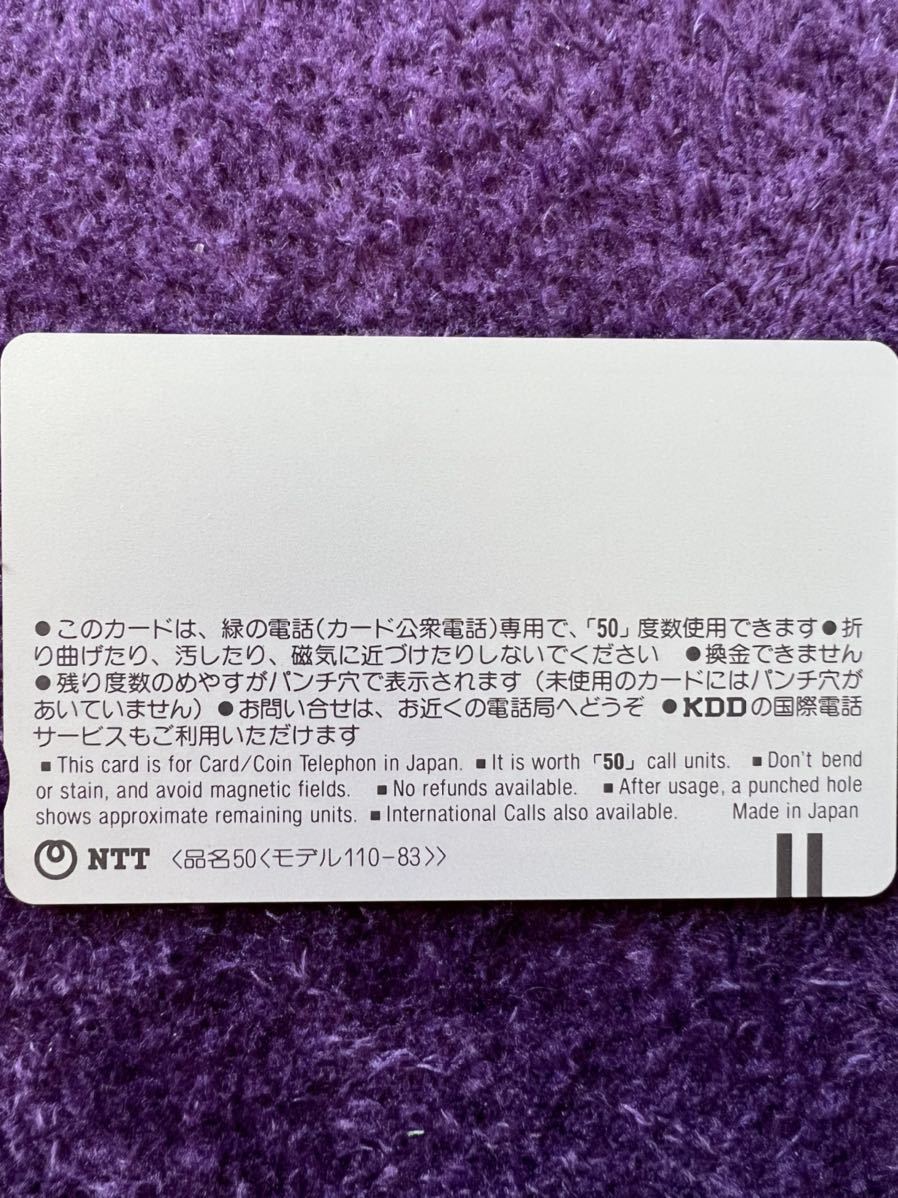 ●このカードは、緑の電話(カード公衆電話)専用で、「50」度数使用できます●折
り曲げたり、汚したり、磁気に近づけたりしないでください ●換金できません
●残り度数のめやすがパンチ穴で表示されます(未使用のカードにはパンチ穴が
あいていません)●お問い合せは、お近くの電話局へどうぞ ●KDDの国際電話
サービスもご利用いただけます
■This card is for Card/Coin Telephon in Japan. ■It is worth「50」call units. ■Don't bend
or stain, and avoid magnetic fields. ■No refunds available. ■After usage, a punched hole
shows approximate remaining units. ■International Calls also available. Made in Japan
NTT 〈品名50〈モデル110-83〉〉